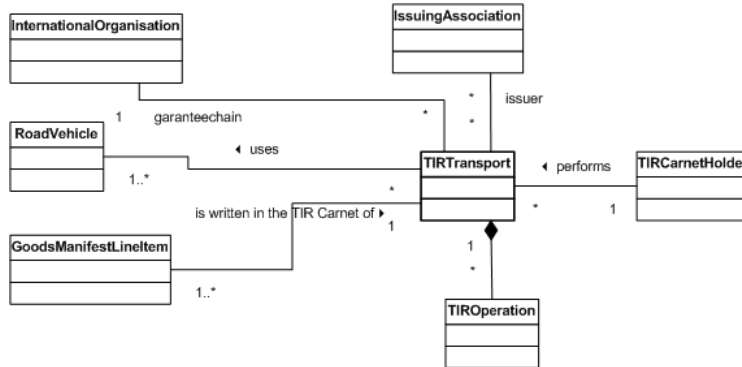 InternationalOrganisation
IssuingAssociation
1
garanteechain
*
*
issuer
*
RoadVehicle
uses
1..*
TIRTransport
performs
TIRCarnetHolde
*
is written in the TIR Carnet of
1
*
1
GoodsManifestLineItem
1..*
1
*
TIROperation